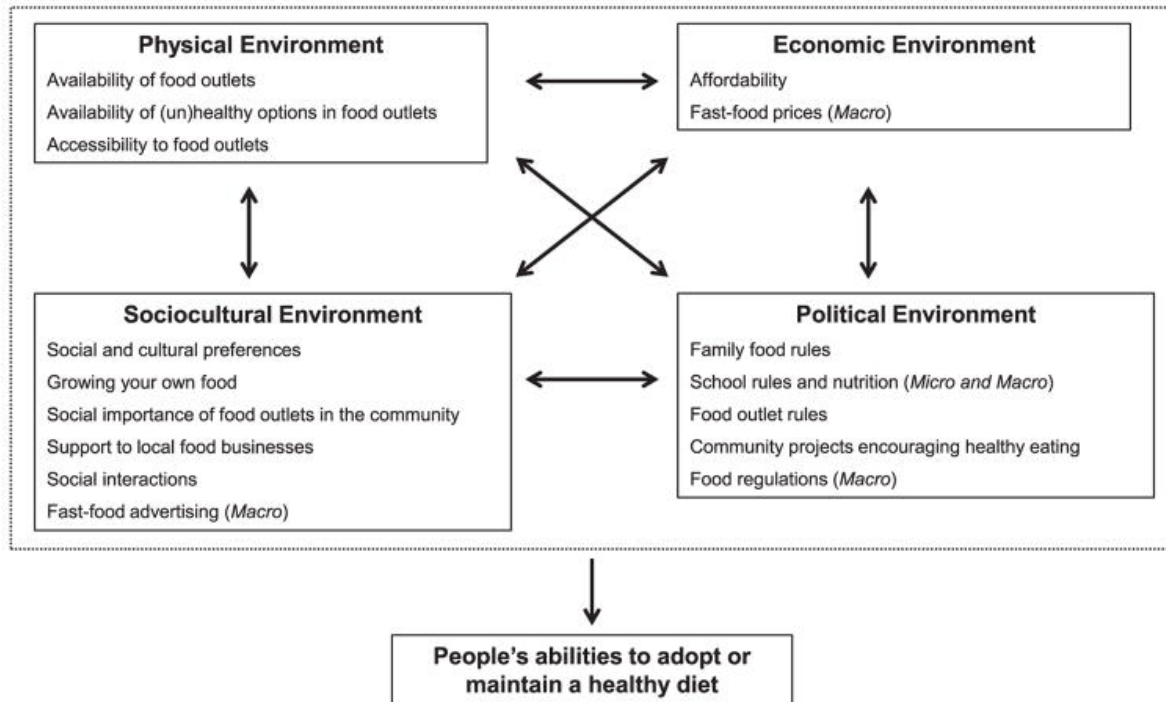 Physical Environment
Availability of food outlets
Availability of (un)healthy options in food outlets
Accessibility to food outlets
Economic Environment
Affordability
Fast-food prices (Macro)
Sociocultural Environment
Social and cultural preferences
Growing your own food
Social importance of food outlets in the community
Support to local food businesses
Social interactions
Fast-food advertising (Macro)
Political Environment
Family food rules
School rules and nutrition (Micro and Macro)
Food outlet rules
Community projects encouraging healthy eating
Food regulations (Macro)
People's abilities to adopt or
maintain a healthy diet